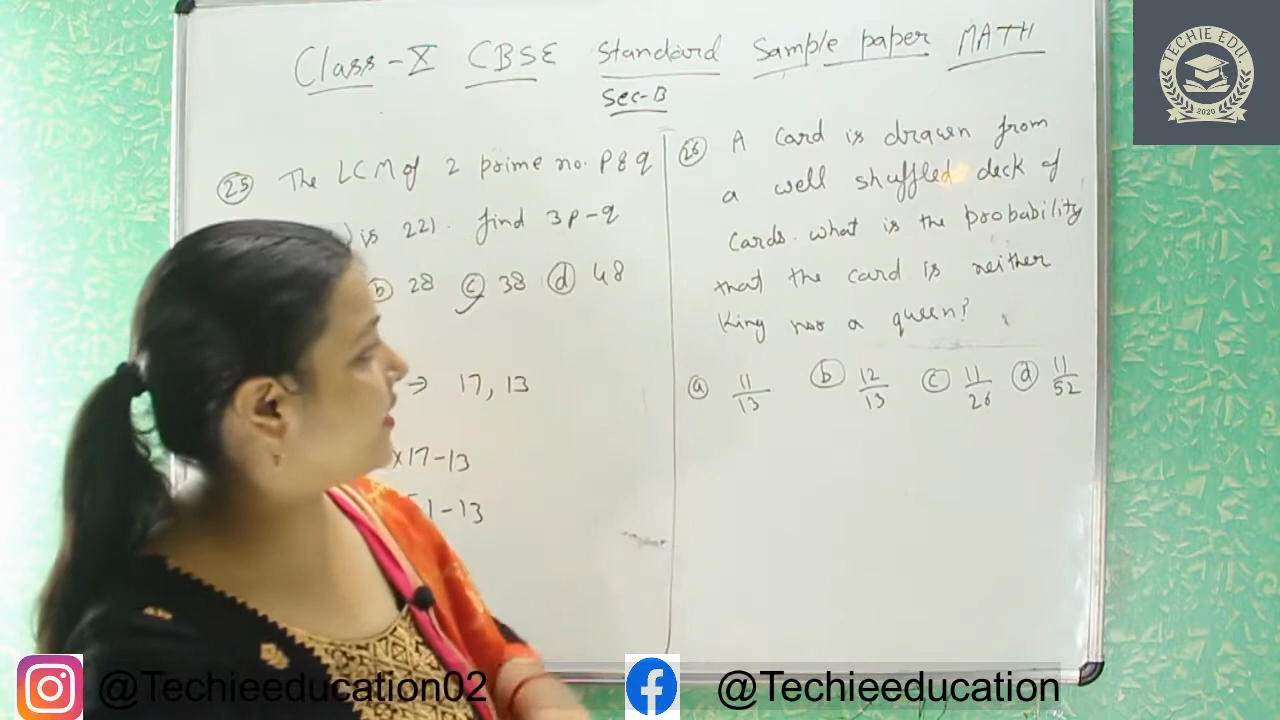 Class-X CBSE Standard Sample paper MATH
Sec-B
25 The LCM of 2 prime no. P & q
) is 221. find 3p-q
b 28 c 38 d 48
→ 17, 13
x17-13
51-13
26 A Card is drawn from
a well shuffled deck of
Cards. what is the probability
that the card is neither
King nor a queen?
a 11/13 b 12/13 c 11/26 d 11/52
TECHIE EDU.
2020
@Techieeducation02
@Techieeducation